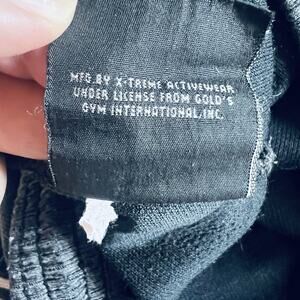 MFG. BY X-TREME ACTIVEWEAR
UNDER LICENSE FROM GOLD'S
GYM INTERNATIONAL, INC.